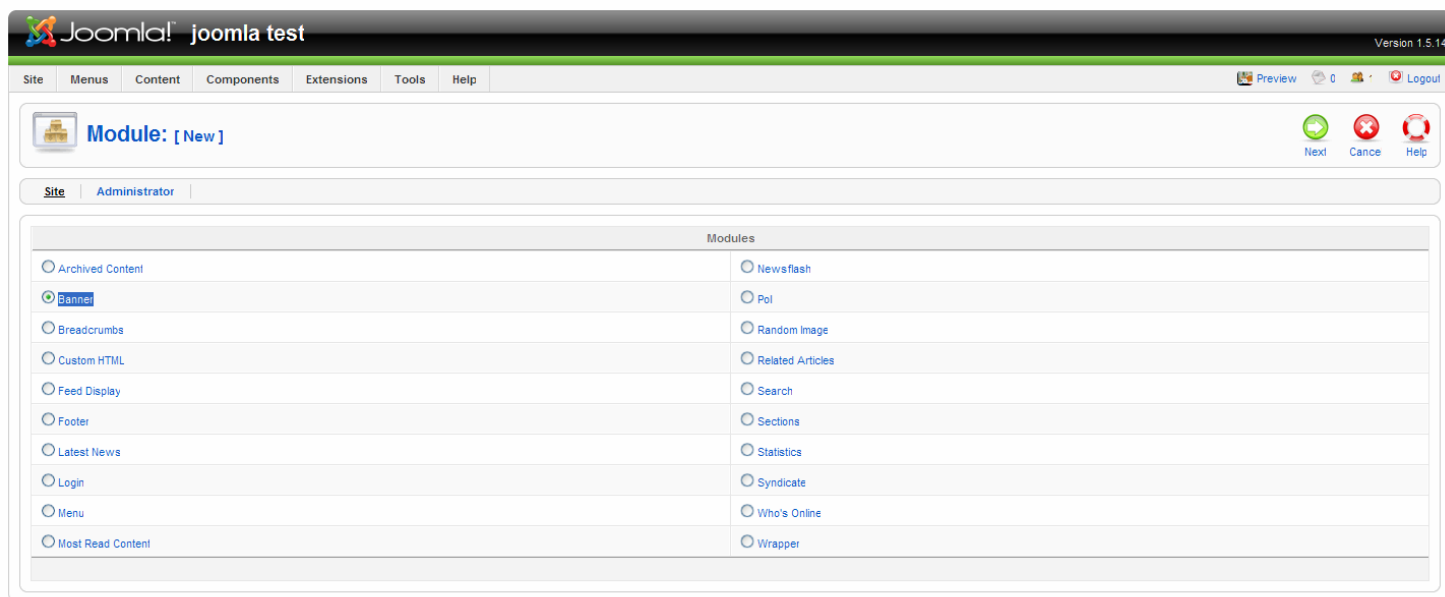 Joomla! joomla test
Version 1.5.14
Site Menus Content Components Extensions Tools Help Preview 0 Logout
Module: [ New ]
Next Cance Help
Site Administrator
Modules
Archived Content Newsflash
Banner Pol
Breadcrumbs Random Image
Custom HTML Related Articles
Feed Display Search
Footer Sections
Latest News Statistics
Login Syndicate
Menu Who's Online
Most Read Content Wrapper